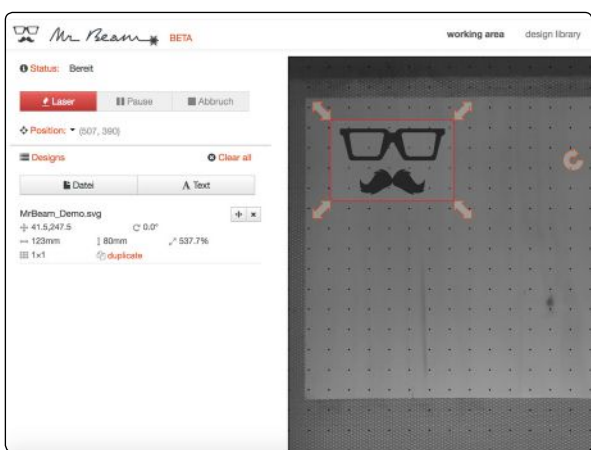 Mr Beam BETA
working area design library
Status: Bereit
Laser Pause Abbruch
Position: (507, 390)
Designs Clear all
Datei A Text
MrBeam_Demo.svg
41.5,247.5 0.0°
123mm 80mm 537.7%
1×1 duplicate